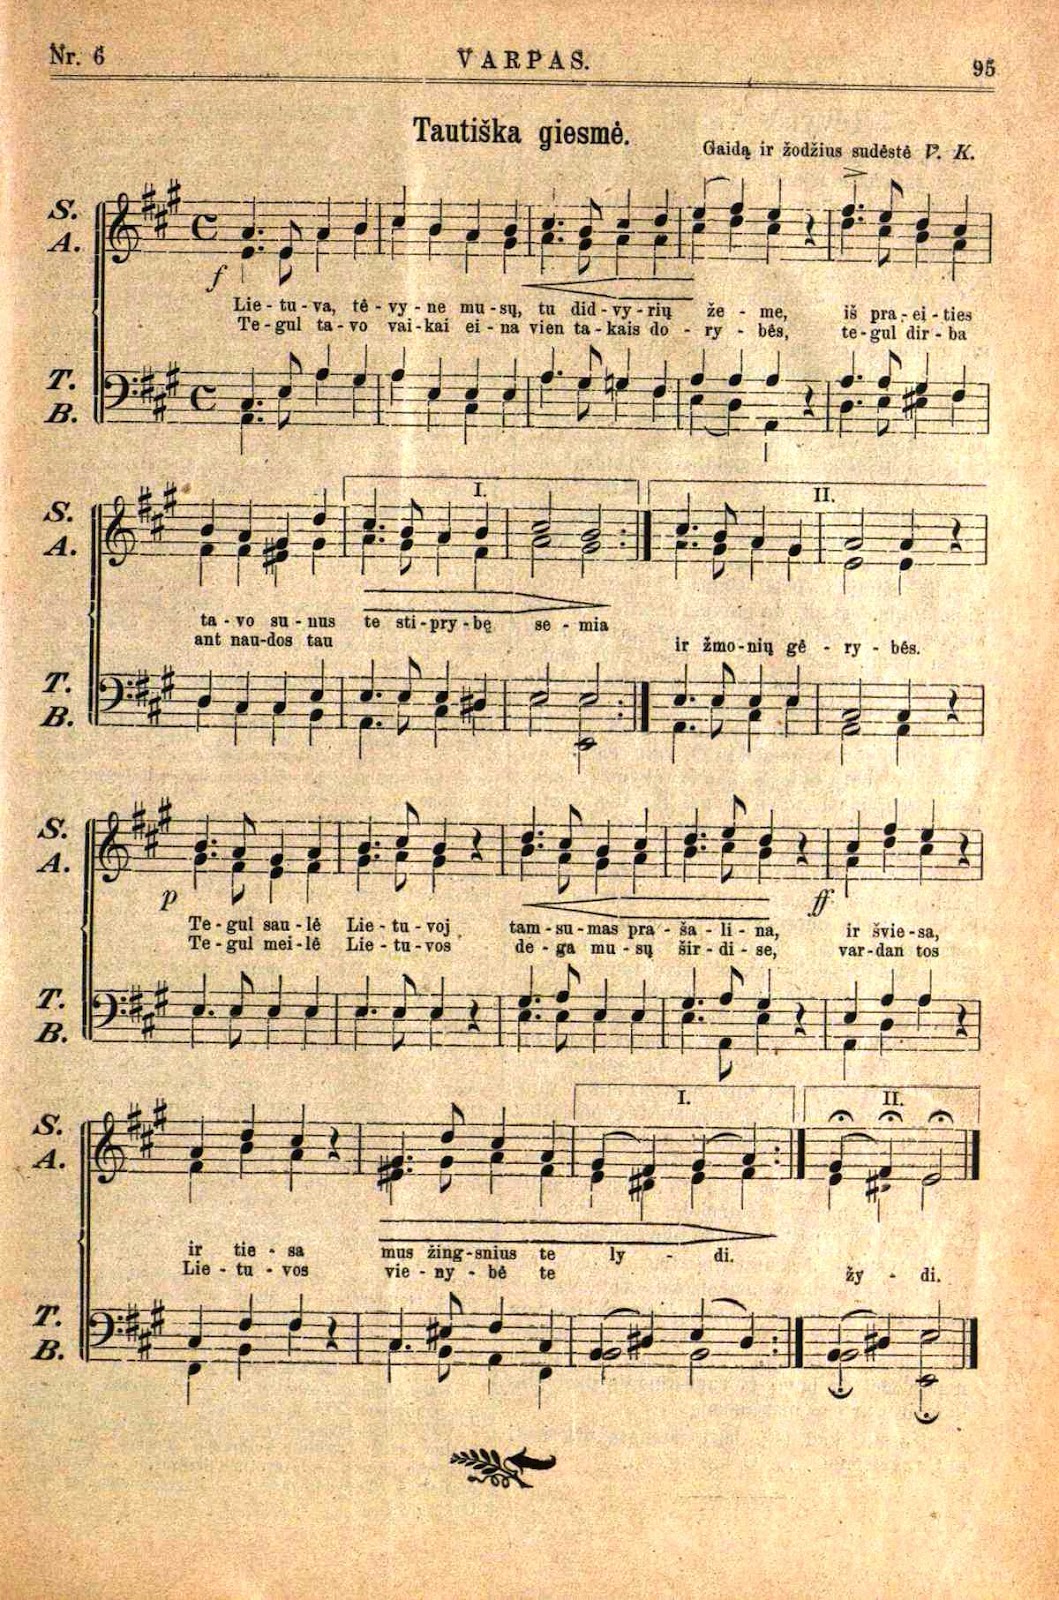 Nr. 6 VARPAS. 95
Tautiška giesmė.
Gaidą ir žodžius sudėstė V. K.
S.
A.
f
Lie - tu - va, tė - vy - ne mu - sų, tu did - vy - rių že - me, iš pra - ei - ties
Te - gul ta - vo vai - kai ei - na vien ta - kais do - ry - bės, te - gul dir - ba
T.
B.
I. II.
S.
A.
ta - vo su - nus te sti - pry - bę se - mia
ant nau - dos tau ir žmo - nių gė - ry - bės.
T.
B.
S.
A.
p ff
Te - gul sau - lė Lie - tu - voj tam - su - mas pra - ša - li - na, ir švie - sa,
Te - gul mei - lė Lie - tu - vos de - ga mu - sų šir - di - se, var - dan tos
T.
B.
I. II.
S.
A.
ir tie - sa mus žing - snius te ly - di.
Lie - tu - vos vie - ny - bė te žy - di.
T.
B.